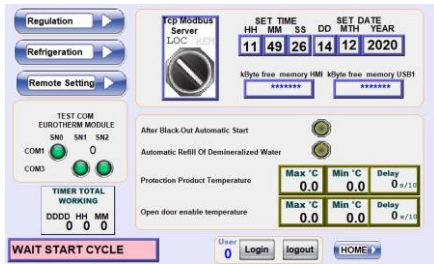 Regulation
Refrigeration
Remote Setting
Tcp Modbus
Server
LOC REM
SET TIME
HH MM SS
11 49 26
SET DATE
DD MTH YEAR
14 12 2020
kByte free memory HMI
*******
kByte free memory USB1
*******
TEST COM
EUROTHERM MODULE
SN0 SN1 SN2
COM1 0
COM3
TIMER TOTAL
WORKING
DDDD HH MM
0 0 0
After Black-Out Automatic Start
Automatic Refill Of Demineralized Water
Protection Product Temperature
Max °C Min °C Delay
0.0 0.0 0 s/10
Open door enable temperature
Max °C Min °C Delay
0.0 0.0 0 s/10
WAIT START CYCLE
User
0
Login
logout
HOME